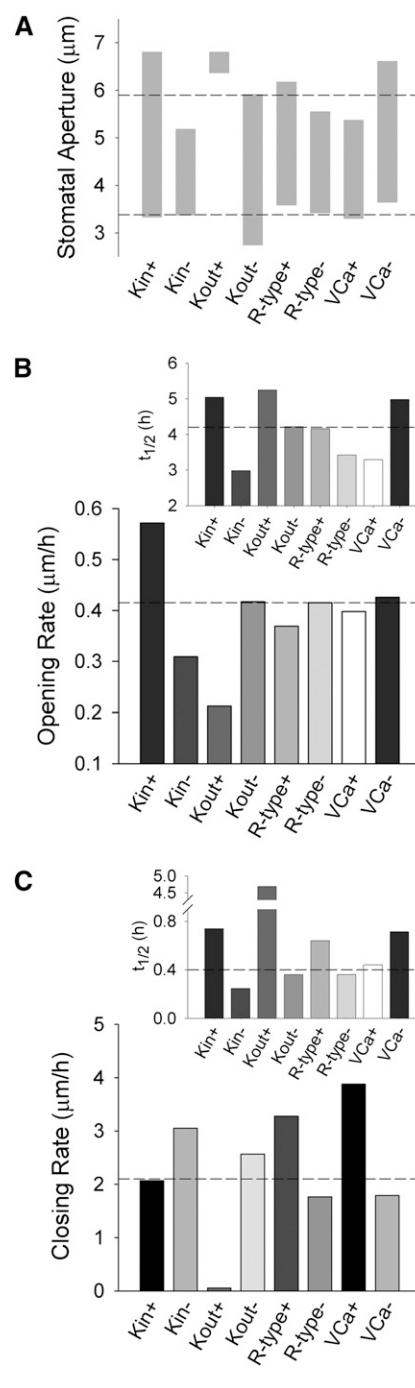 A
Stomatal Aperture (μm)
7
6
5
4
3
Kin+ Kin- Kout+ Kout- R-type+ R-type- VCa+ VCa-
B
t1/2 (h)
6
5
4
3
2
Kin+ Kin- Kout+ Kout- R-type+ R-type- VCa+ VCa-
Opening Rate (μm/h)
0.6
0.5
0.4
0.3
0.2
0.1
Kin+ Kin- Kout+ Kout- R-type+ R-type- VCa+ VCa-
C
t1/2 (h)
5.0
4.5
0.8
0.4
0.0
Kin+ Kin- Kout+ Kout- R-type+ R-type- VCa+ VCa-
Closing Rate (μm/h)
5
4
3
2
1
0
Kin+ Kin- Kout+ Kout- R-type+ R-type- VCa+ VCa-